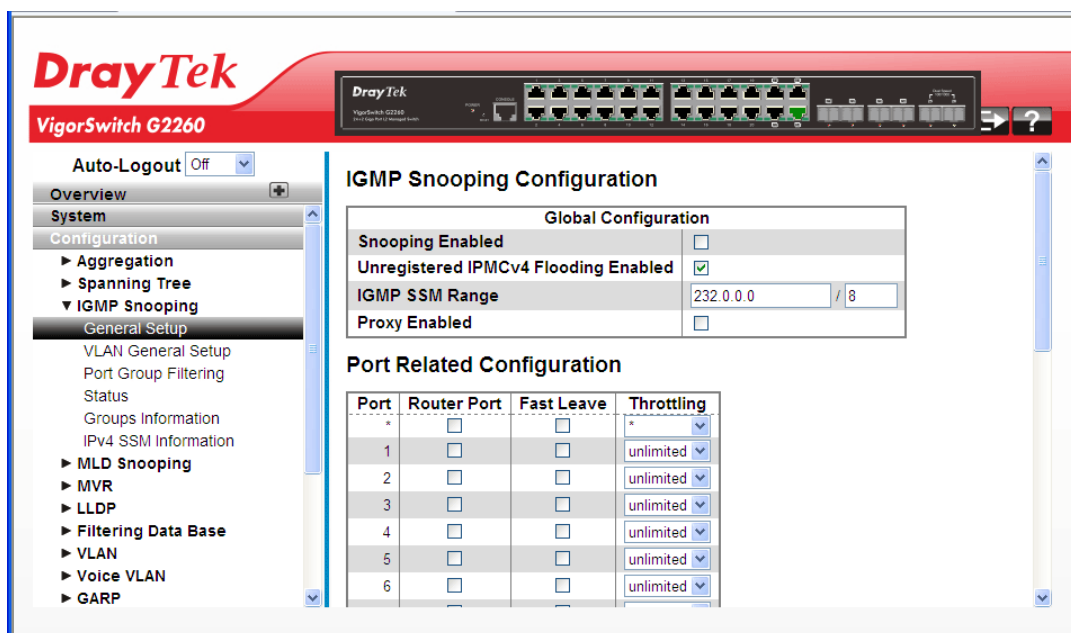 DrayTek
VigorSwitch G2260
DrayTek
VigorSwitch G2260
CONSOLE
Auto-Logout Off
Overview
System
Configuration
Aggregation
Spanning Tree
IGMP Snooping
General Setup
VLAN General Setup
Port Group Filtering
Status
Groups Information
IPv4 SSM Information
MLD Snooping
MVR
LLDP
Filtering Data Base
VLAN
Voice VLAN
GARP
?
IGMP Snooping Configuration
Global Configuration
Snooping Enabled
Unregistered IPMCv4 Flooding Enabled
IGMP SSM Range 232.0.0.0 / 8
Proxy Enabled
Port Related Configuration
Port Router Port Fast Leave Throttling
* *
1 unlimited
2 unlimited
3 unlimited
4 unlimited
5 unlimited
6 unlimited